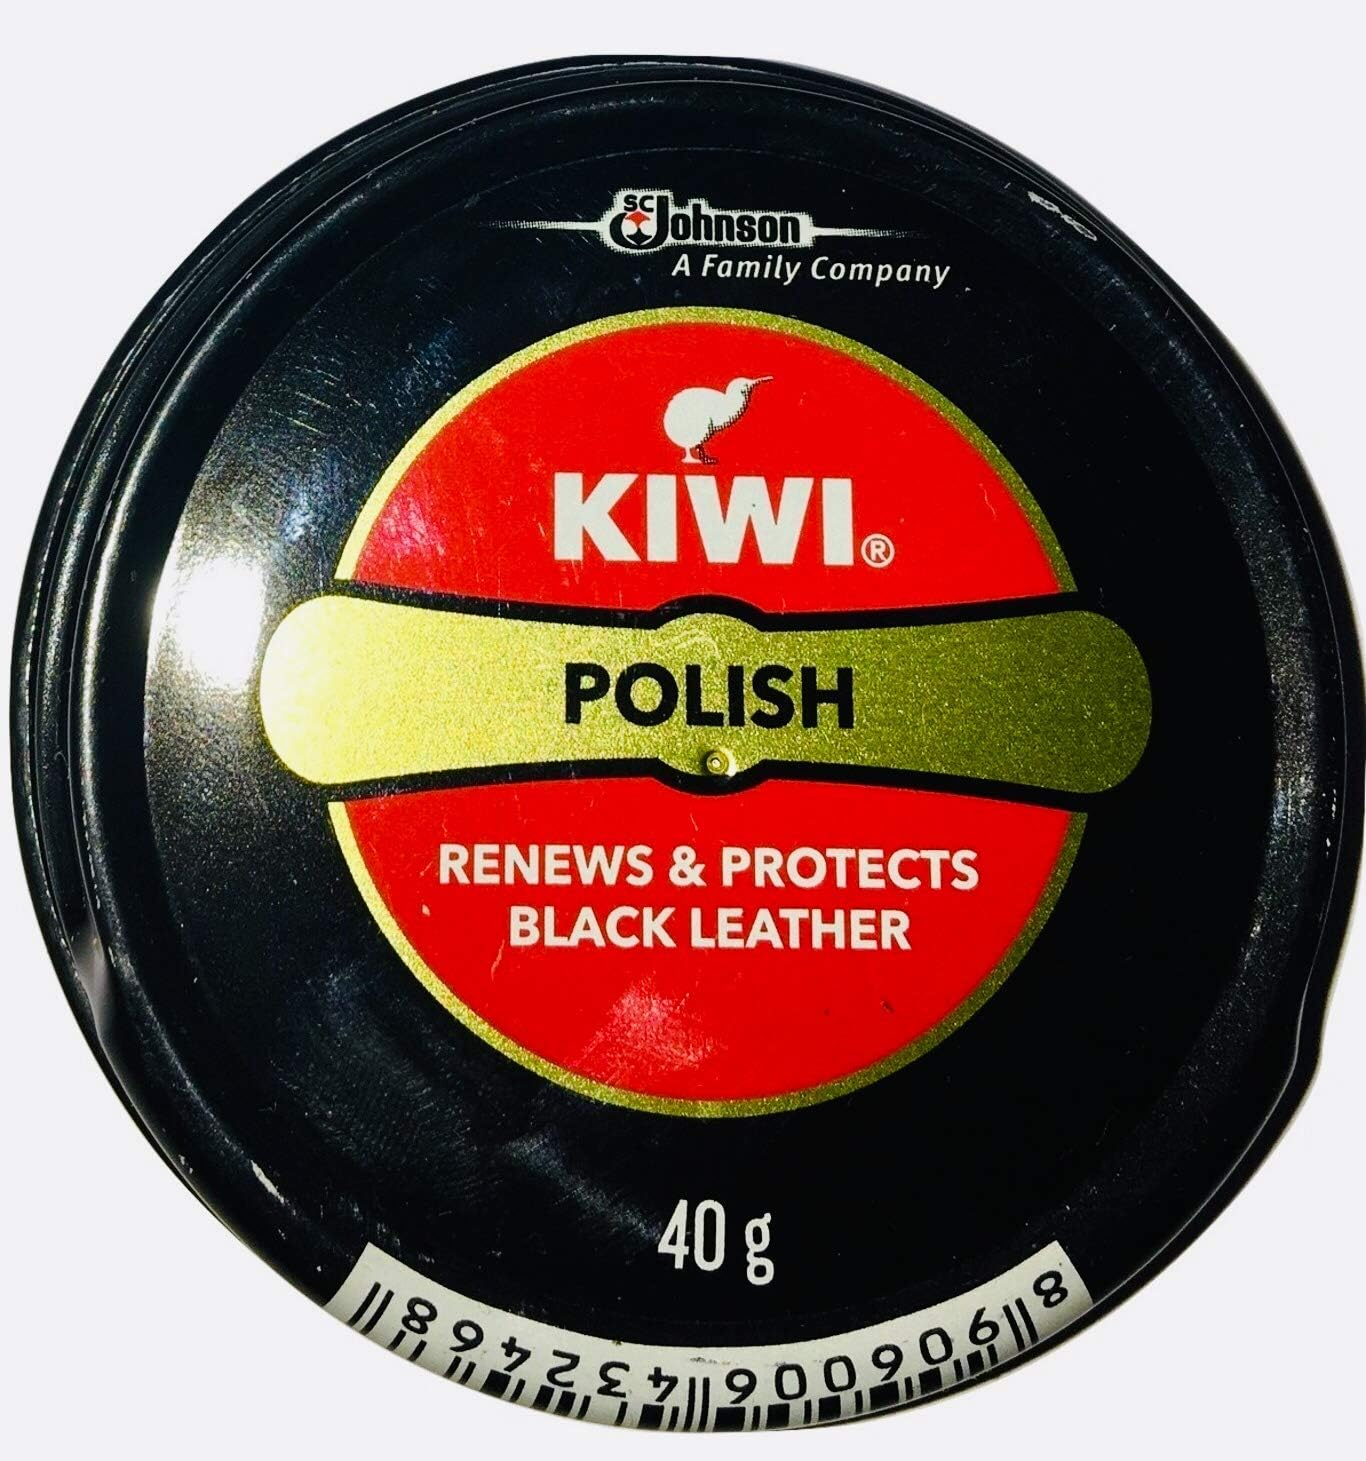 SC Johnson
A Family Company
KIWI®
POLISH
RENEWS & PROTECTS
BLACK LEATHER
40 g
8 906006 432468